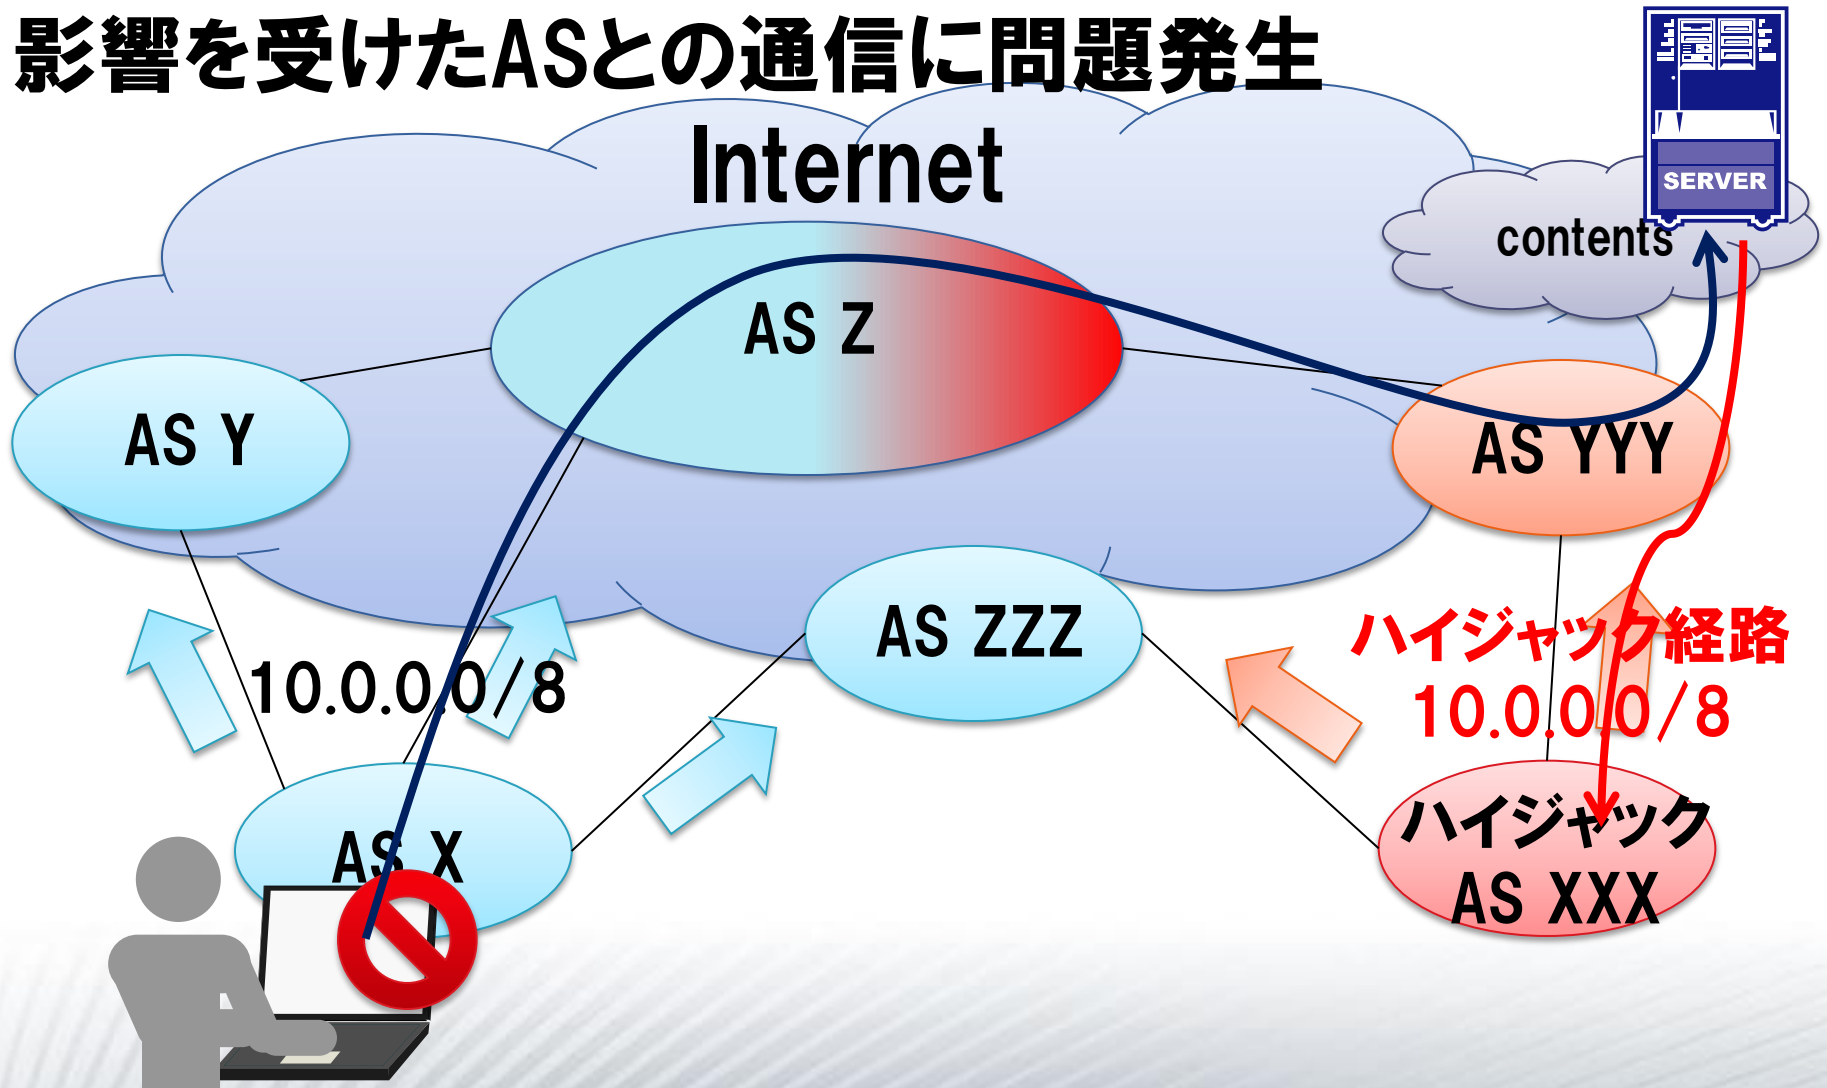 影響を受けたASとの通信に問題発生
Internet
SERVER
contents
AS Z
AS Y
AS YYY
AS ZZZ
ハイジャック経路
10.0.0.0/8
10.0.0.0/8
AS X
ハイジャック
AS XXX